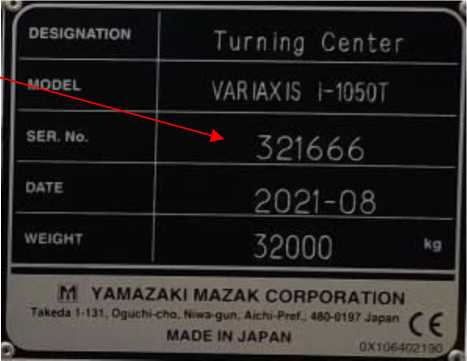 DESIGNATION Turning Center
MODEL VARIAXIS i-1050T
SER. No. 321666
DATE 2021-08
WEIGHT 32000 kg
M YAMAZAKI MAZAK CORPORATION
Takeda 1-131, Oguchi-cho, Niwa-gun, Aichi-Pref., 480-0197 Japan
CE
MADE IN JAPAN
0X106402190